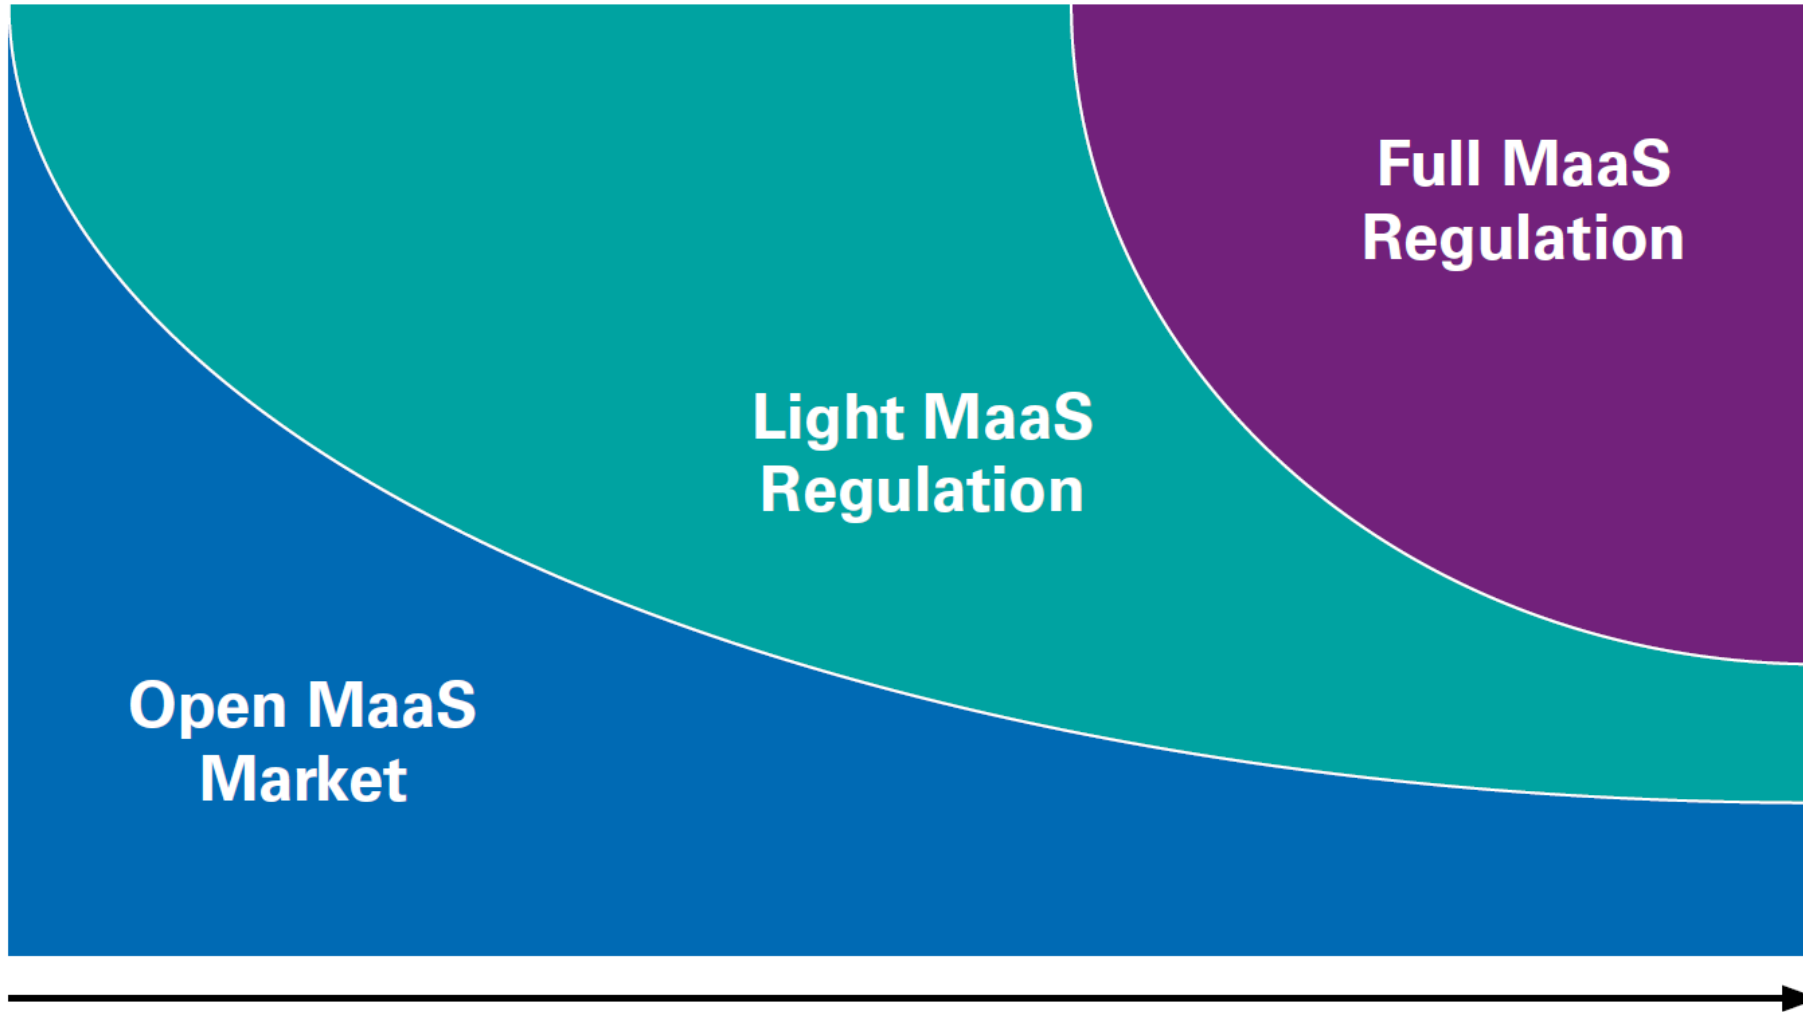 Full MaaS
Regulation
Light MaaS
Regulation
Open MaaS
Market